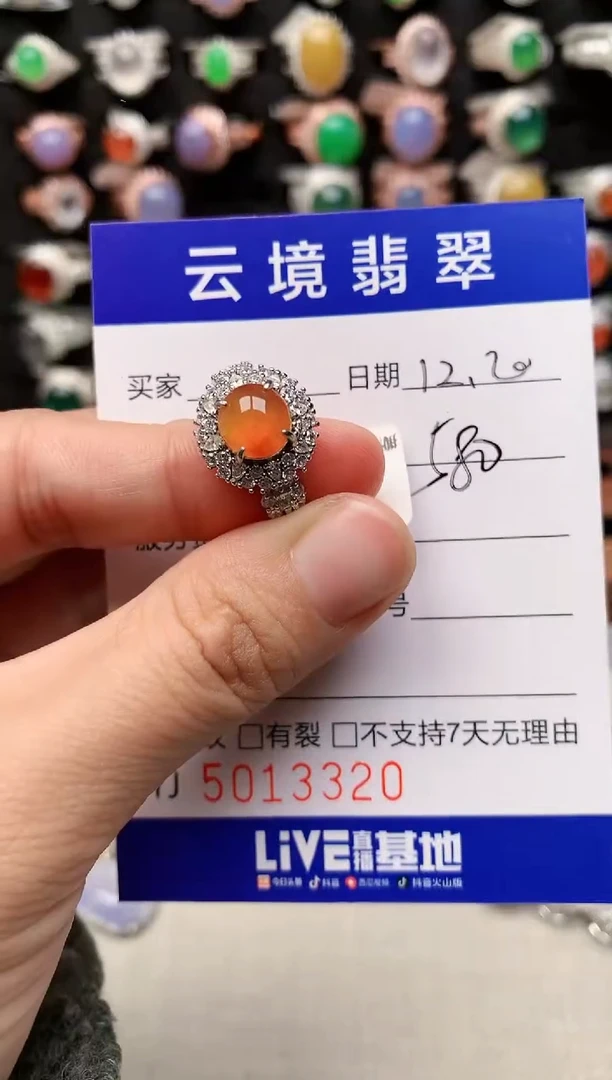 云境翡翠
买家 日期 12.20
580
号
□有裂 □不支持7天无理由
5013320
LiVE直播基地
今日头条 抖音 西瓜视频 抖音火山版